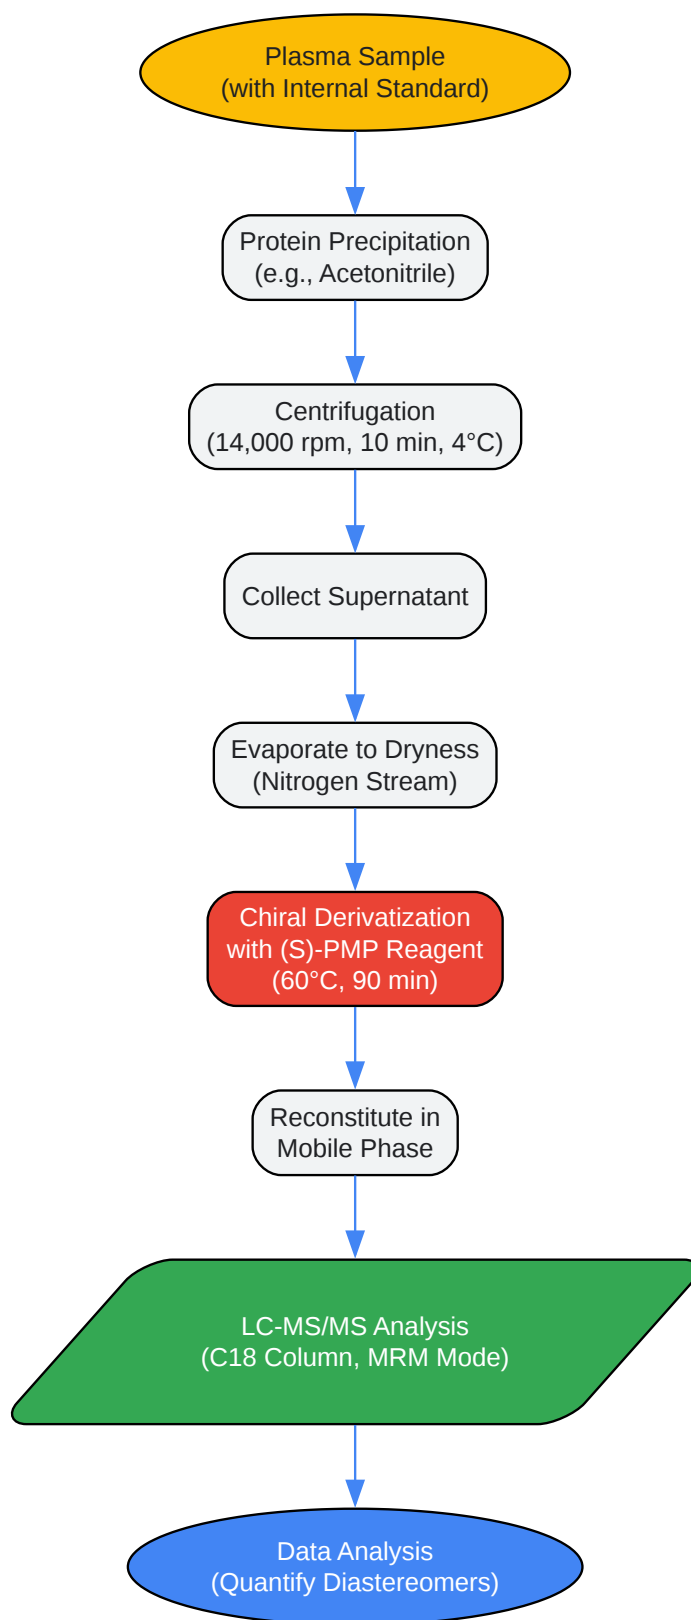 Plasma Sample
(with Internal Standard)
Protein Precipitation
(e.g., Acetonitrile)
Centrifugation
(14,000 rpm, 10 min, 4°C)
Collect Supernatant
Evaporate to Dryness
(Nitrogen Stream)
Chiral Derivatization
with (S)-PMP Reagent
(60°C, 90 min)
Reconstitute in
Mobile Phase
LC-MS/MS Analysis
(C18 Column, MRM Mode)
Data Analysis
(Quantify Diastereomers)